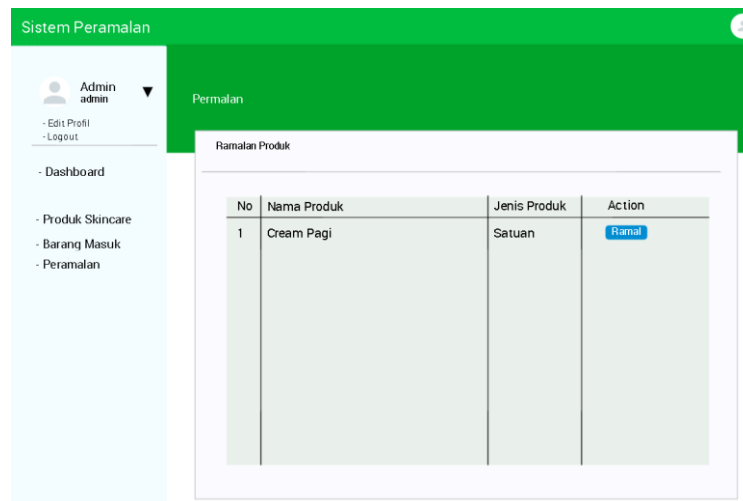 Sistem Peramalan
Admin
admin
▼
- Edit Profil
- Logout
- Dashboard
- Produk Skincare
- Barang Masuk
- Peramalan
Permalan
Ramalan Produk
No Nama Produk Jenis Produk Action
1 Cream Pagi Satuan Ramal